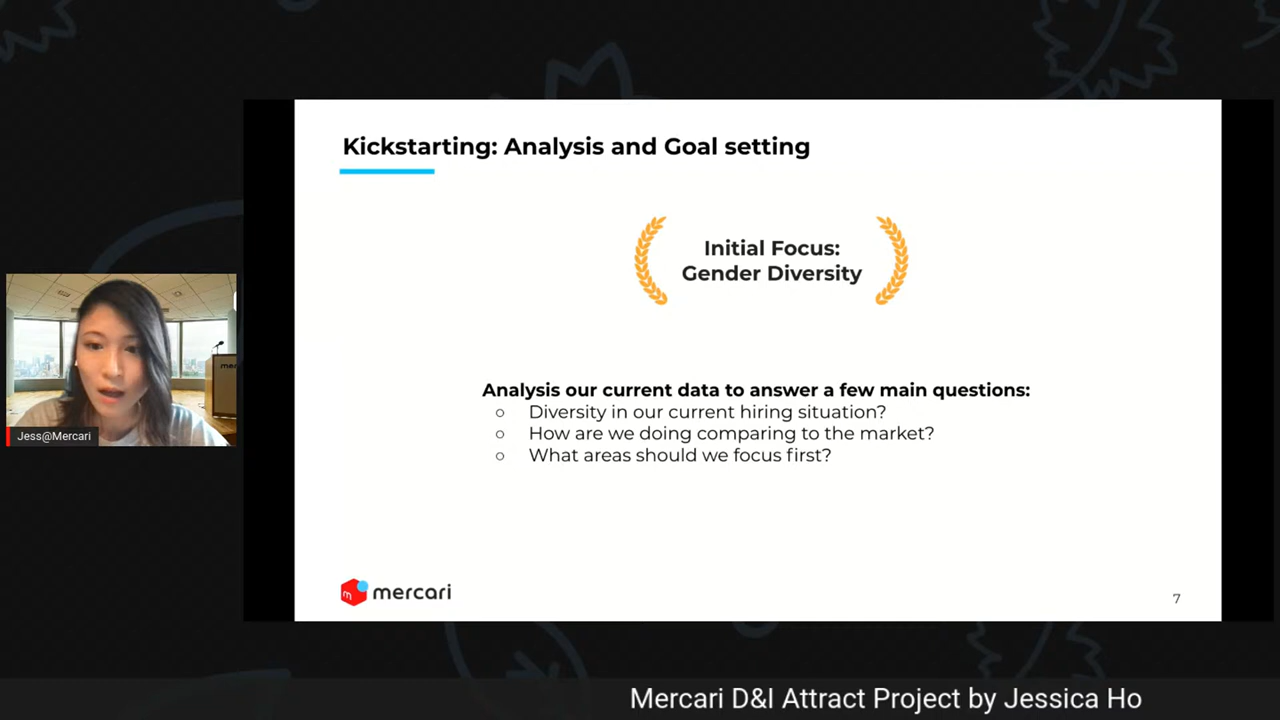 Kickstarting: Analysis and Goal setting
Initial Focus:
Gender Diversity
Analysis our current data to answer a few main questions:
○ Diversity in our current hiring situation?
○ How are we doing comparing to the market?
○ What areas should we focus first?
mercari
7
Jess@Mercari
Mercari D&I Attract Project by Jessica Ho